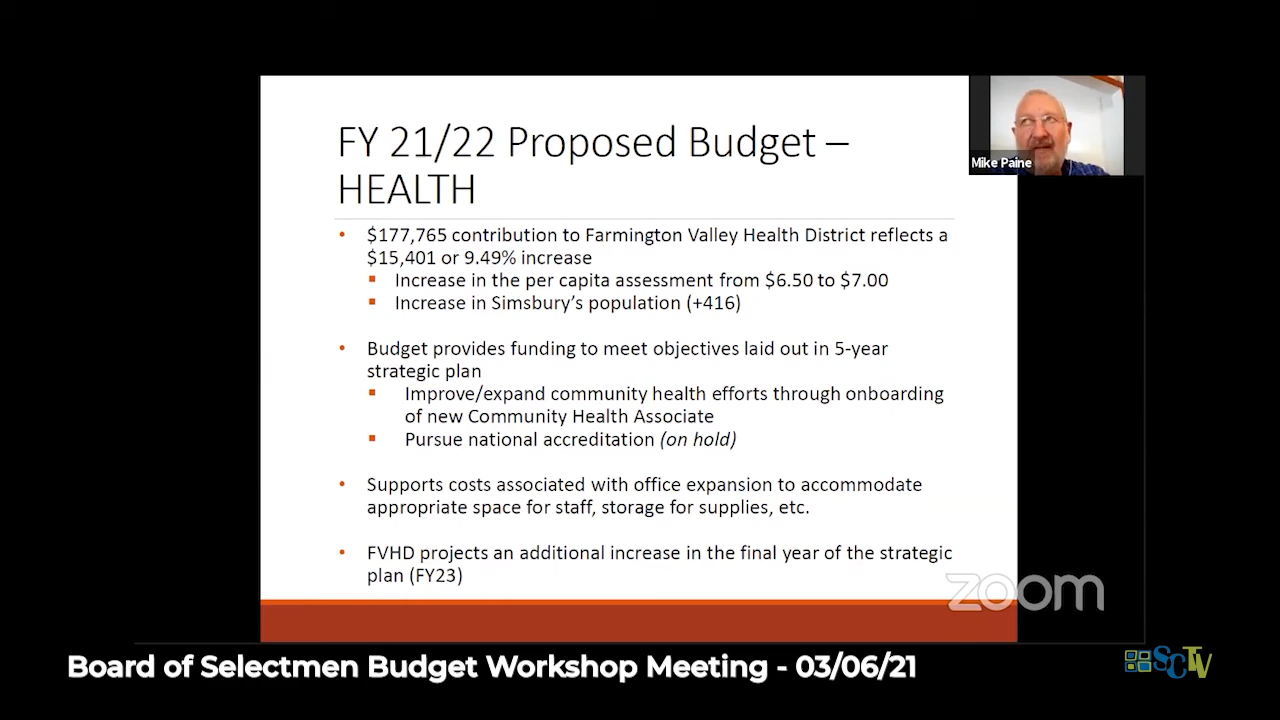 FY 21/22 Proposed Budget –
HEALTH
Mike Paine
• $177,765 contribution to Farmington Valley Health District reflects a
$15,401 or 9.49% increase
▪ Increase in the per capita assessment from $6.50 to $7.00
▪ Increase in Simsbury’s population (+416)
• Budget provides funding to meet objectives laid out in 5-year
strategic plan
▪ Improve/expand community health efforts through onboarding
of new Community Health Associate
▪ Pursue national accreditation (on hold)
• Supports costs associated with office expansion to accommodate
appropriate space for staff, storage for supplies, etc.
• FVHD projects an additional increase in the final year of the strategic
plan (FY23)
zoom
Board of Selectmen Budget Workshop Meeting - 03/06/21
SCTV